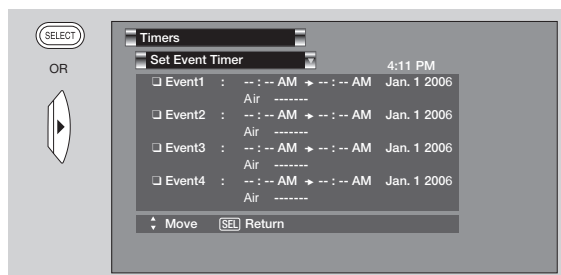 SELECT
OR
Timers
Set Event Timer
4:11 PM
❏ Event1 : -- : -- AM ➔ -- : -- AM Jan. 1 2006
Air -------
❏ Event2 : -- : -- AM ➔ -- : -- AM Jan. 1 2006
Air -------
❏ Event3 : -- : -- AM ➔ -- : -- AM Jan. 1 2006
Air -------
❏ Event4 : -- : -- AM ➔ -- : -- AM Jan. 1 2006
Air -------
Move SEL Return